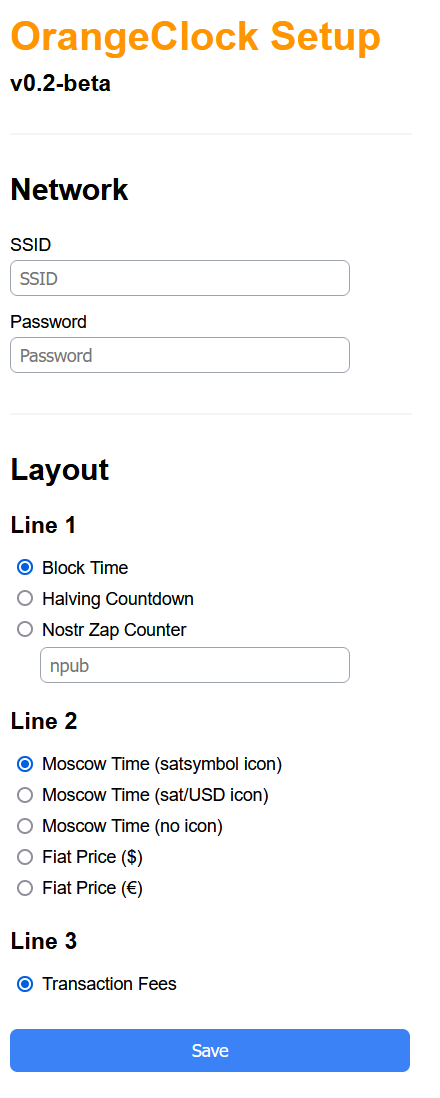 OrangeClock Setup
v0.2-beta
Network
SSID
SSID
Password
Password
Layout
Line 1
Block Time
Halving Countdown
Nostr Zap Counter
npub
Line 2
Moscow Time (satsymbol icon)
Moscow Time (sat/USD icon)
Moscow Time (no icon)
Fiat Price ($)
Fiat Price (€)
Line 3
Transaction Fees
Save